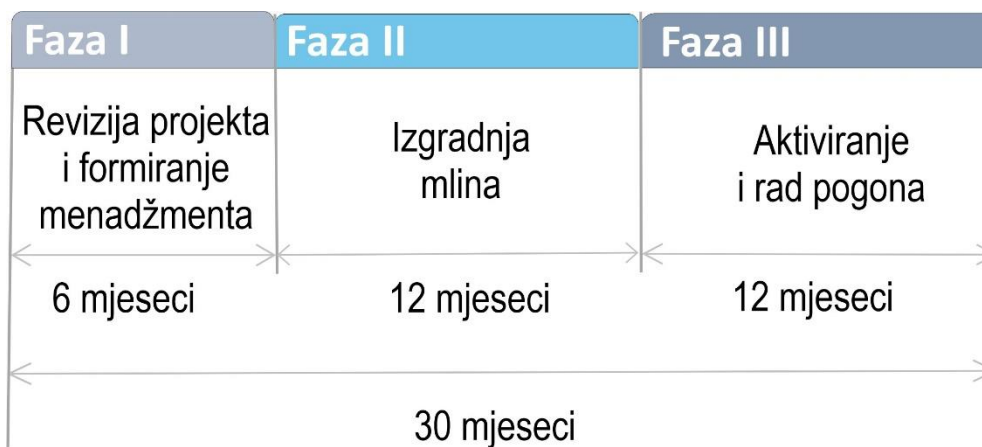 Faza I
Faza II
Faza III
Revizija projekta
i formiranje
menadžmenta
Izgradnja
mlina
Aktiviranje
i rad pogona
6 mjeseci
12 mjeseci
12 mjeseci
30 mjeseci